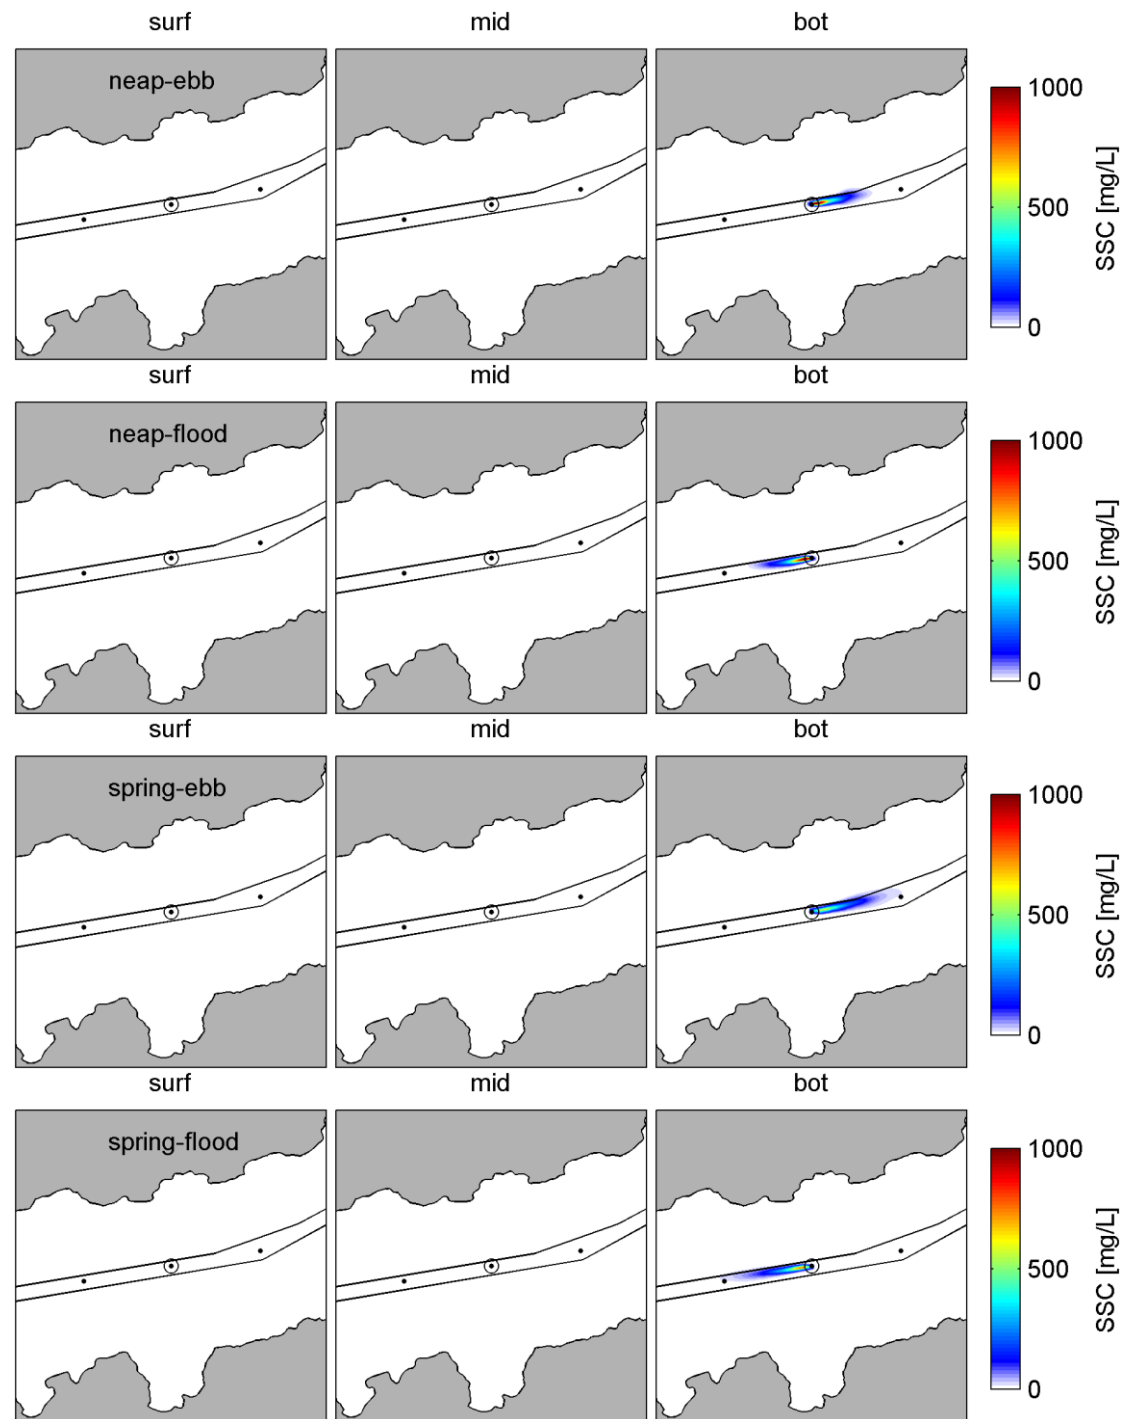 surf mid bot
neap-ebb
1000
500
0
SSC [mg/L]
surf mid bot
neap-flood
1000
500
0
SSC [mg/L]
surf mid bot
spring-ebb
1000
500
0
SSC [mg/L]
surf mid bot
spring-flood
1000
500
0
SSC [mg/L]